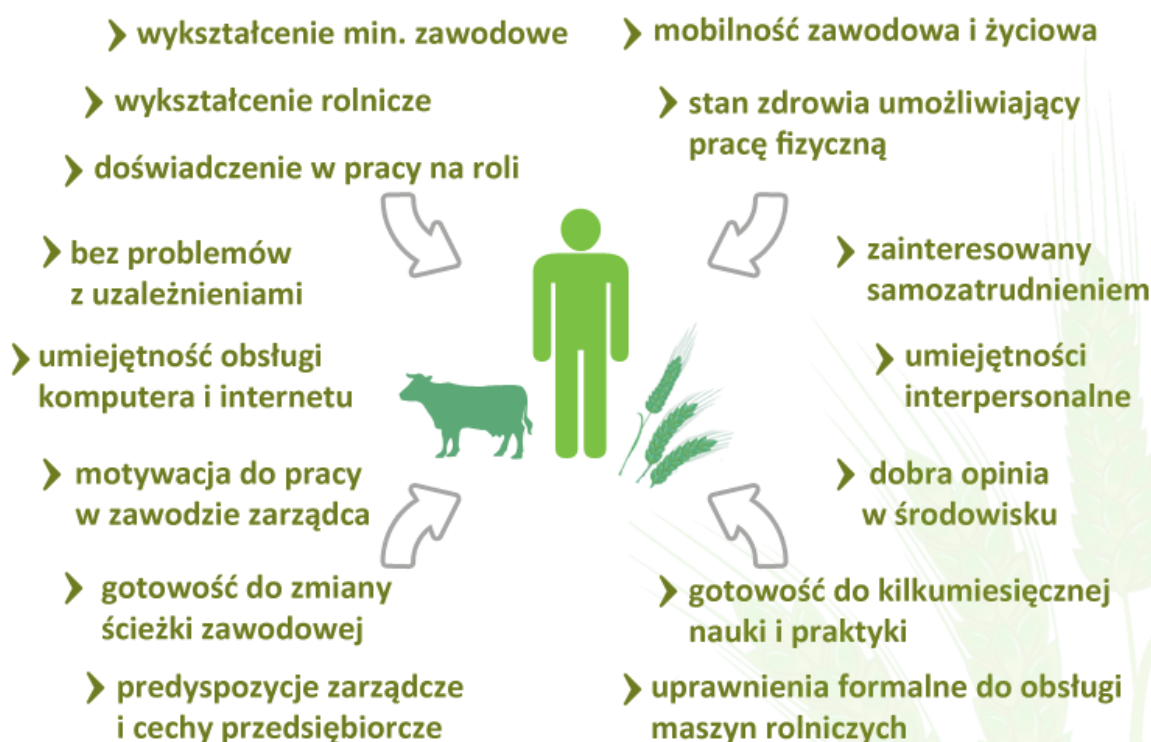 wykształcenie min. zawodowe
wykształcenie rolnicze
doświadczenie w pracy na roli
bez problemów
z uzależnieniami
umiejętność obsługi
komputera i internetu
motywacja do pracy
w zawodzie zarządca
gotowość do zmiany
ścieżki zawodowej
predyspozycje zarządcze
i cechy przedsiębiorcze
mobilność zawodowa i życiowa
stan zdrowia umożliwiający
pracę fizyczną
zainteresowany
samozatrudnieniem
umiejętności
interpersonalne
dobra opinia
w środowisku
gotowość do kilkumiesięcznej
nauki i praktyki
uprawnienia formalne do obsługi
maszyn rolniczych